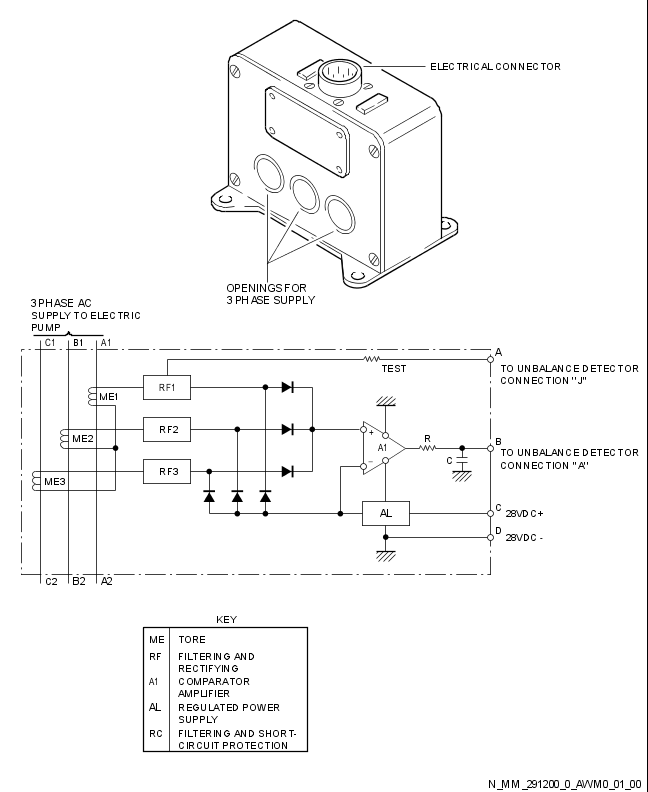 ELECTRICAL CONNECTOR
OPENINGS FOR
3 PHASE SUPPLY
3 PHASE AC
SUPPLY TO ELECTRIC
PUMP
C1 B1 A1
A
TEST
TO UNBALANCE DETECTOR
CONNECTION "J"
RF1
ME1
RF2
ME2
+
A1
R
B
TO UNBALANCE DETECTOR
CONNECTION "A"
C
RF3
ME3
-
AL
C 28VDC+
D 28VDC -
C2 B2 A2
KEY
ME TORE
RF FILTERING AND
RECTIFYING
A1 COMPARATOR
AMPLIFIER
AL REGULATED POWER
SUPPLY
RC FILTERING AND SHORT-
CIRCUIT PROTECTION
N_MM_291200_0_AVM0_01_00